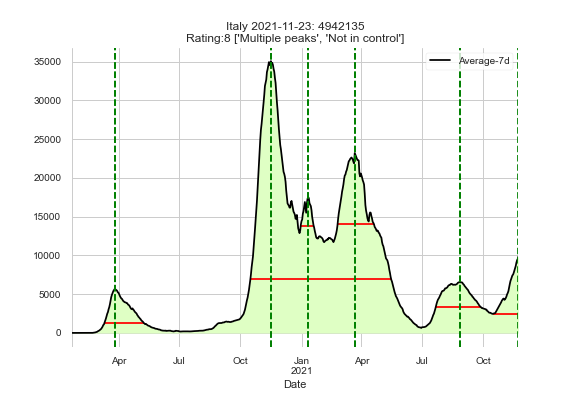 Italy 2021-11-23: 4942135
Rating:8 ['Multiple peaks', 'Not in control']
Average-7d
35000
30000
25000
20000
15000
10000
5000
0
Apr Jul Oct Jan Apr Jul Oct
2021
Date